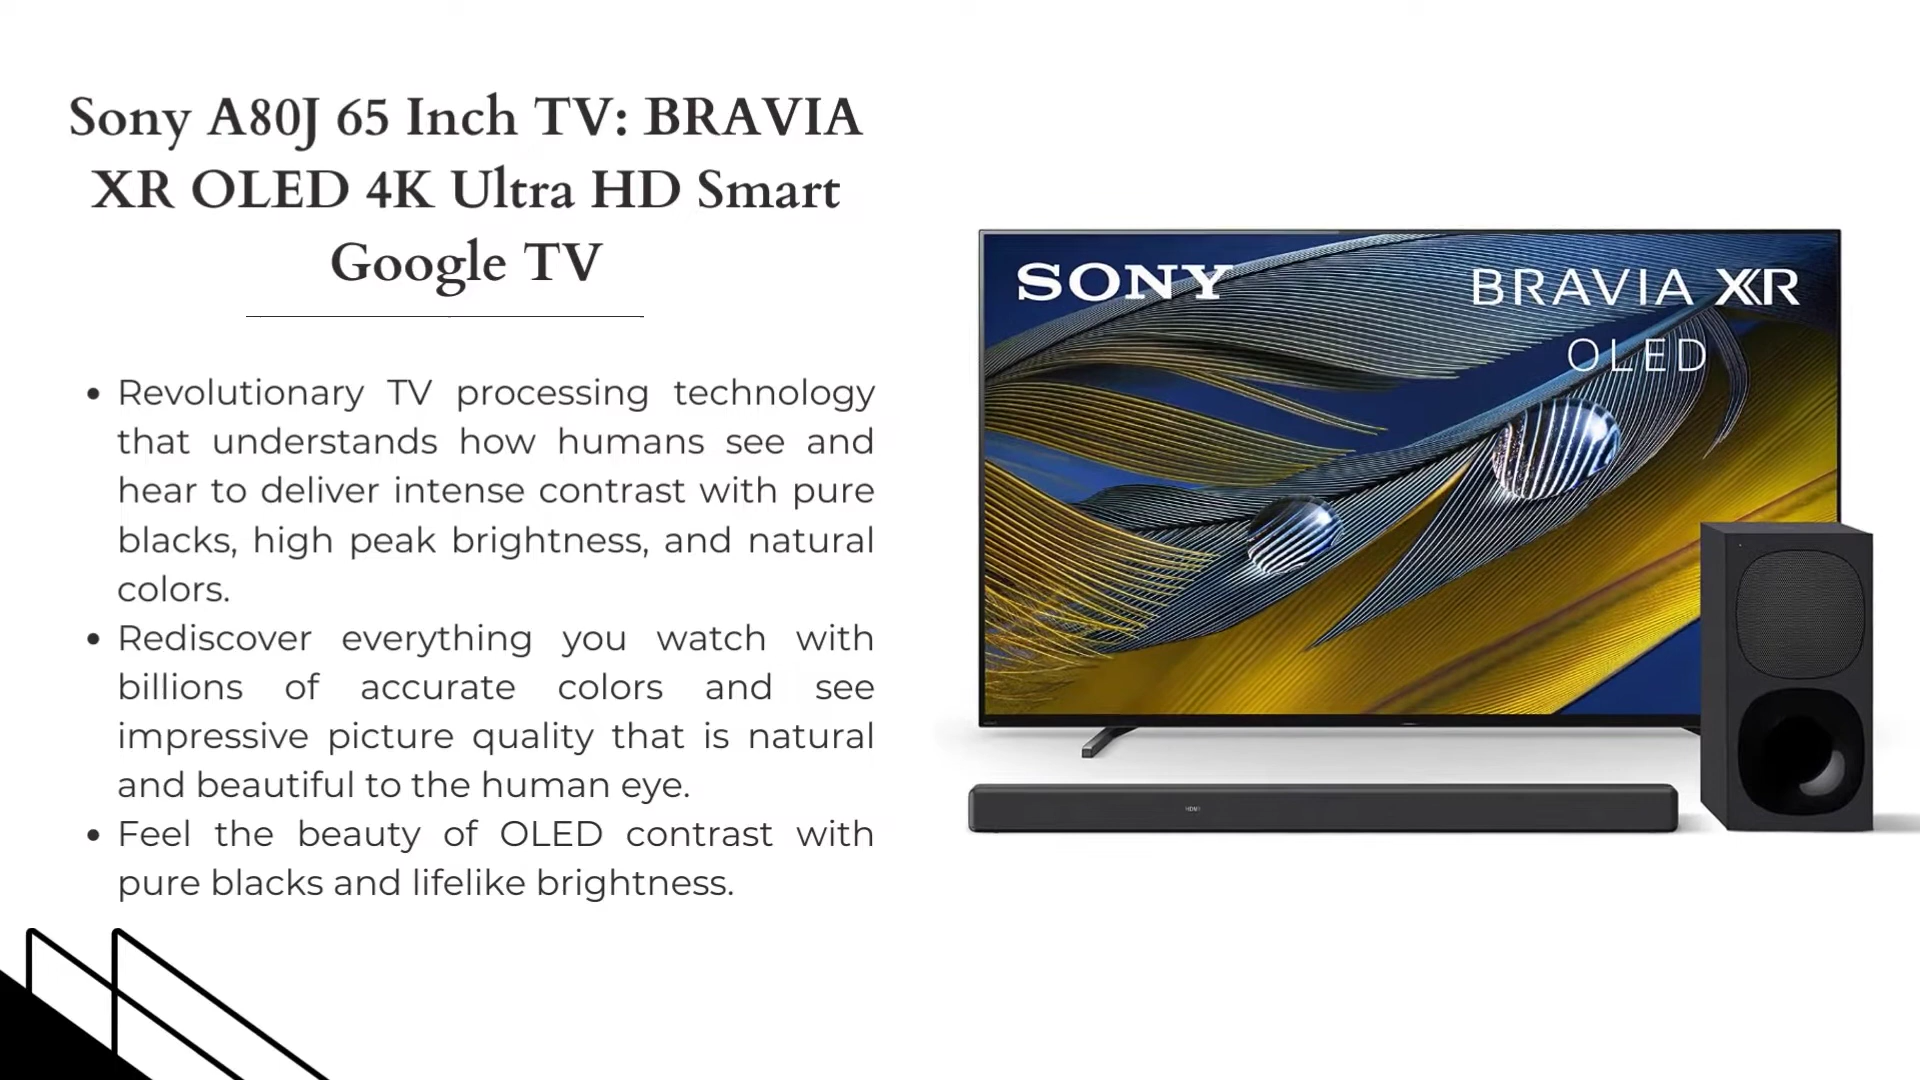 Sony A80J 65 Inch TV: BRAVIA
XR OLED 4K Ultra HD Smart
Google TV
• Revolutionary TV processing technology
that understands how humans see and
hear to deliver intense contrast with pure
blacks, high peak brightness, and natural
colors.
• Rediscover everything you watch with
billions of accurate colors and see
impressive picture quality that is natural
and beautiful to the human eye.
• Feel the beauty of OLED contrast with
pure blacks and lifelike brightness.
SONY
BRAVIA XR
OLED
HDMI